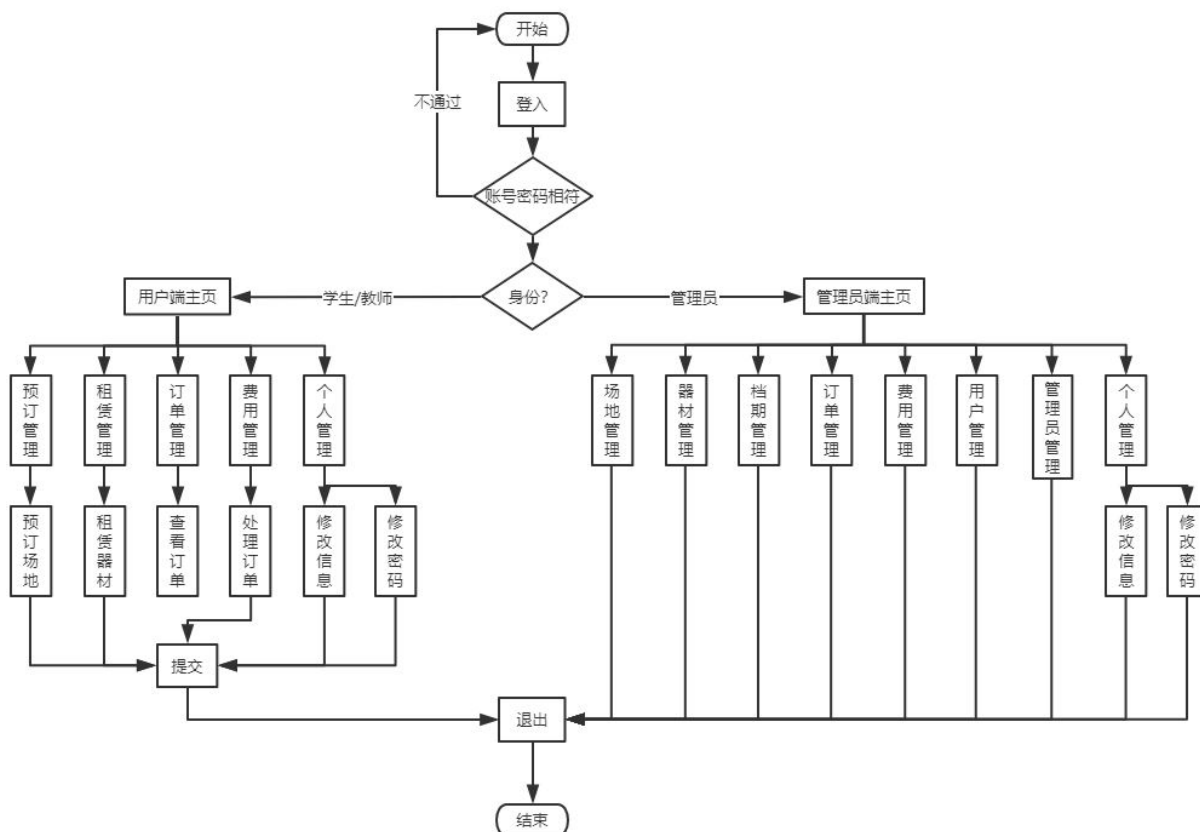 开始
不通过
登入
账号密码相符
用户端主页
学生/教师
身份?
管理员
管理员端主页
预订管理
租赁管理
订单管理
费用管理
个人管理
场地管理
器材管理
档期管理
订单管理
费用管理
用户管理
管理员管理
个人管理
预订场地
租赁器材
查看订单
处理订单
修改信息
修改密码
修改信息
修改密码
提交
退出
结束